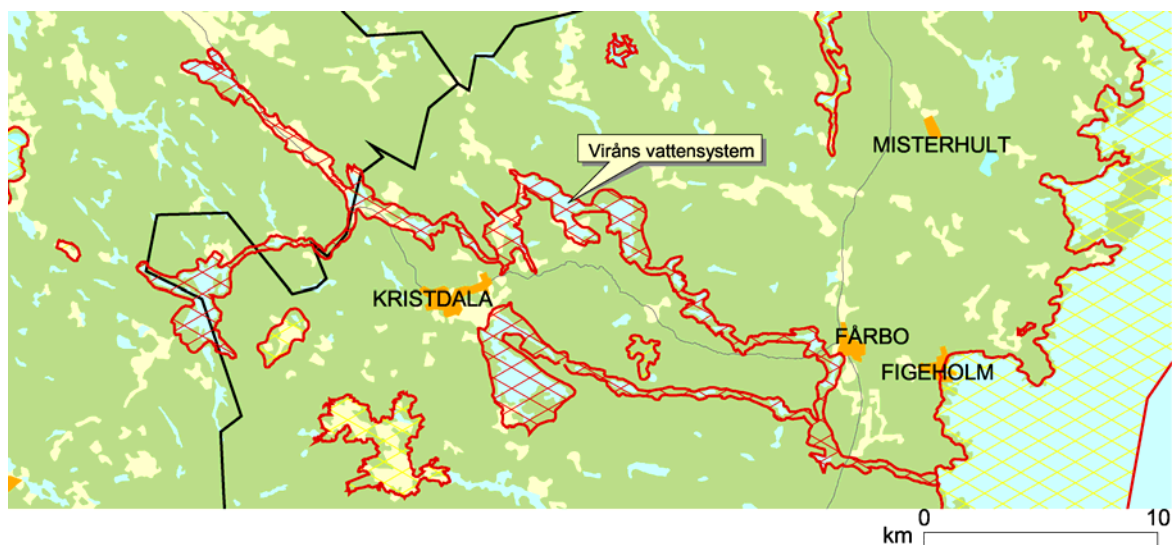 MISTERHULT
Viråns vattensystem
KRISTDALA
FÅRBO
FIGEHOLM
0 10
km